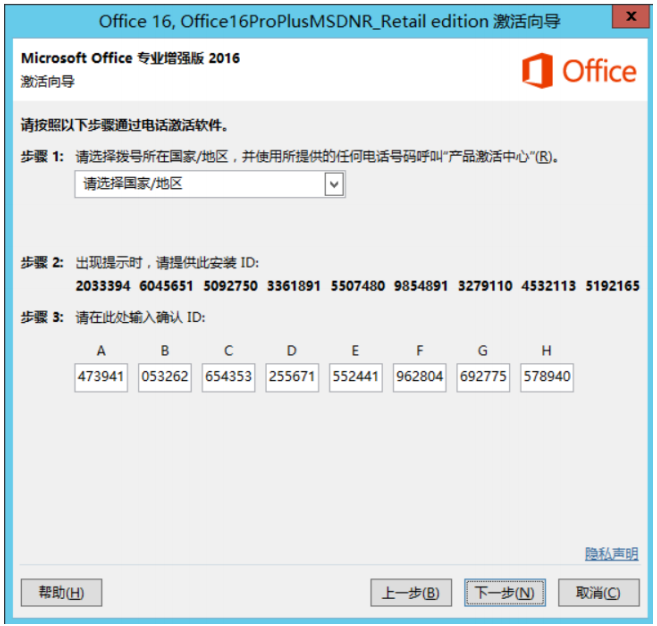 Office 16, Office16ProPlusMSDNR_Retail edition 激活向导
x
Microsoft Office 专业增强版 2016
激活向导
Office
请按照以下步骤通过电话激活软件。
步骤 1: 请选择拨号所在国家/地区，并使用所提供的任何电话号码呼叫"产品激活中心"(R)。
请选择国家/地区
步骤 2: 出现提示时，请提供此安装 ID:
2033394 6045651 5092750 3361891 5507480 9854891 3279110 4532113 5192165
步骤 3: 请在此处输入确认 ID:
A B C D E F G H
473941 053262 654353 255671 552441 962804 692775 578940
隐私声明
帮助(H) 上一步(B) 下一步(N) 取消(C)